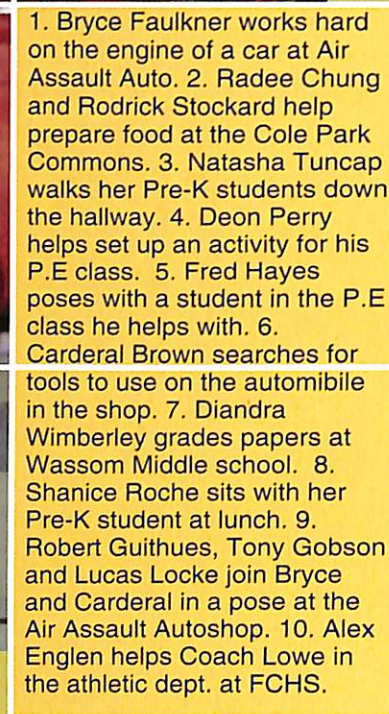 1. Bryce Faulkner works hard
on the engine of a car at Air
Assault Auto. 2. Radee Chung
and Rodrick Stockard help
prepare food at the Cole Park
Commons. 3. Natasha Tuncap
walks her Pre-K students down
the hallway. 4. Deon Perry
helps set up an activity for his
P.E class. 5. Fred Hayes
poses with a student in the P.E
class he helps with. 6.
Carderal Brown searches for
tools to use on the automibile
in the shop. 7. Diandra
Wimberley grades papers at
Wassom Middle school. 8.
Shanice Roche sits with her
Pre-K student at lunch. 9.
Robert Guithues, Tony Gobson
and Lucas Locke join Bryce
and Carderal in a pose at the
Air Assault Autoshop. 10. Alex
Englen helps Coach Lowe in
the athletic dept. at FCHS.